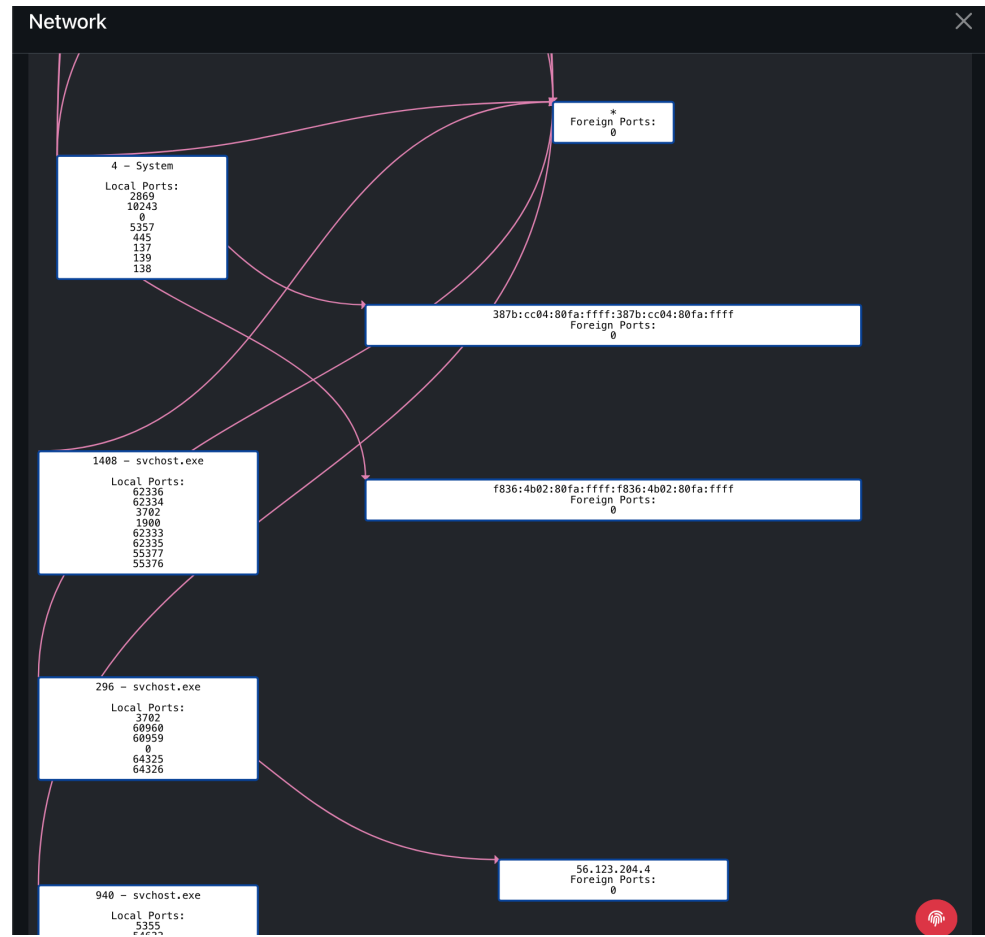 Network
*
Foreign Ports:
0
4 – System
Local Ports:
2869
10243
0
5357
445
137
139
138
387b:cc04:80fa:ffff:387b:cc04:80fa:ffff
Foreign Ports:
0
1408 – svchost.exe
Local Ports:
62336
62334
3702
1900
62333
62335
55377
55376
f836:4b02:80fa:ffff:f836:4b02:80fa:ffff
Foreign Ports:
0
296 – svchost.exe
Local Ports:
3702
60960
60959
0
64325
64326
56.123.204.4
Foreign Ports:
0
940 – svchost.exe
Local Ports:
5355